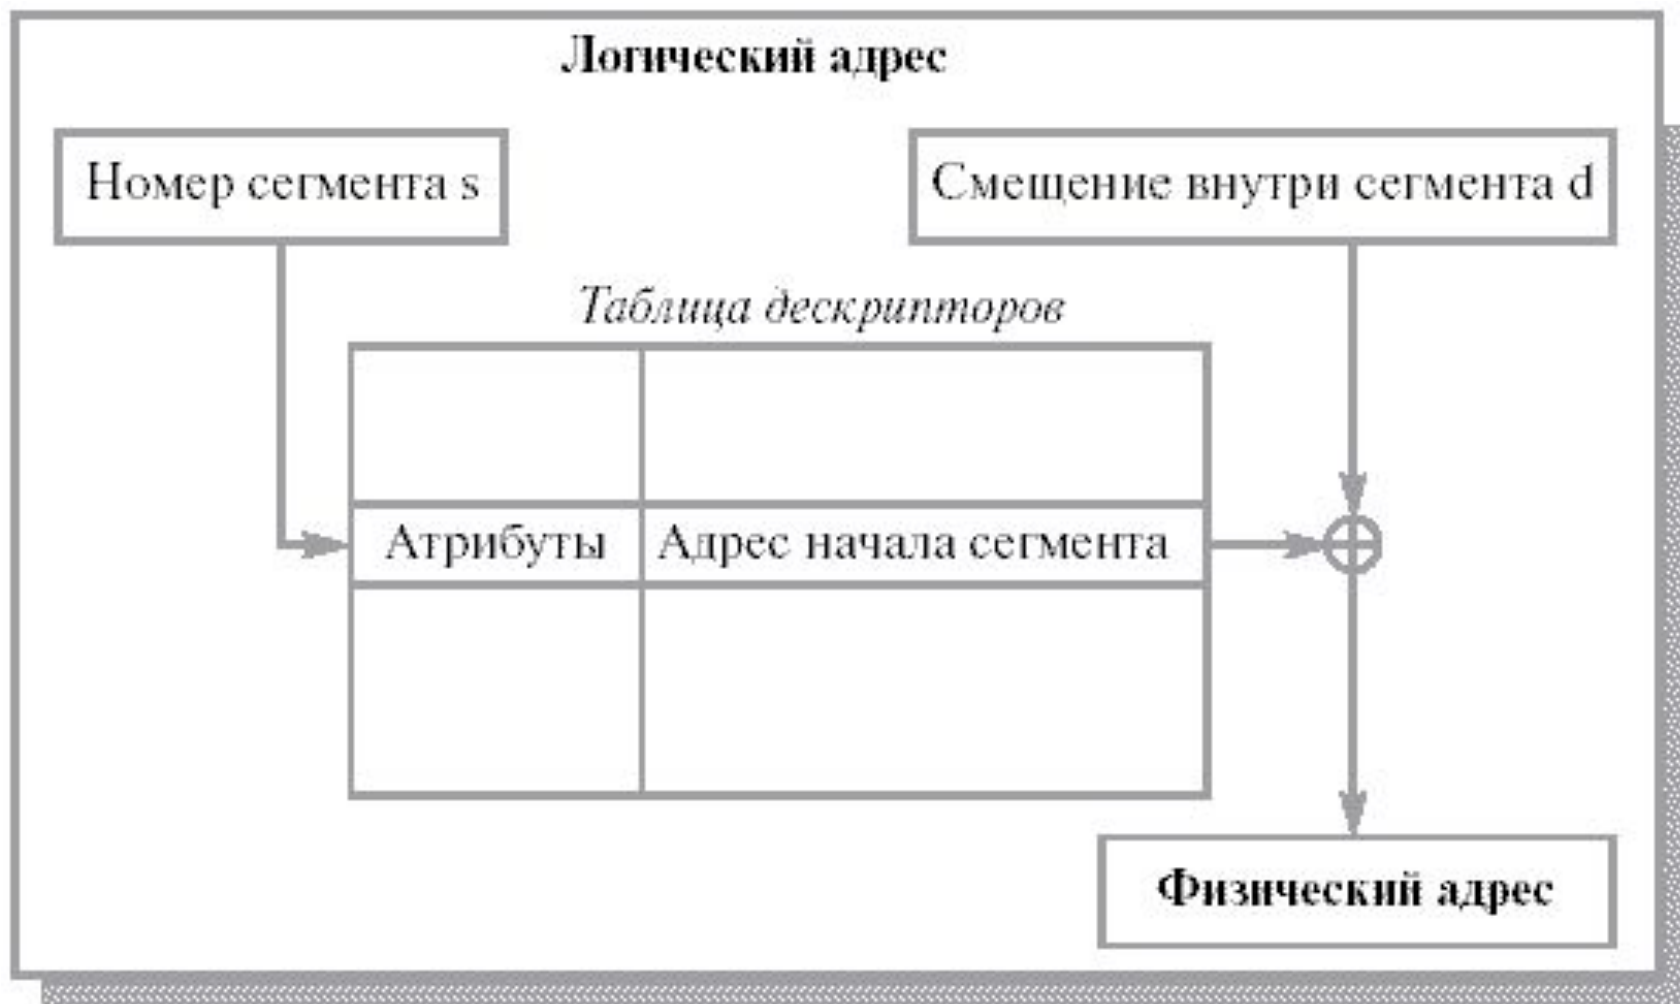 Логический адрес
Номер сегмента s
Смещение внутри сегмента d
Таблица дескрипторов
Атрибуты
Адрес начала сегмента
Физический адрес